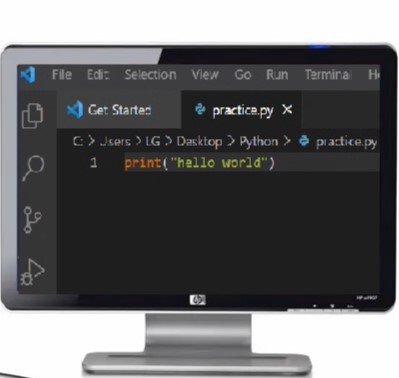 File Edit Selection View Go Run Terminal H
Get Started practice.py ×
C: > Users > LG > Desktop > Python > practice.py
1 print("hello world")
hp